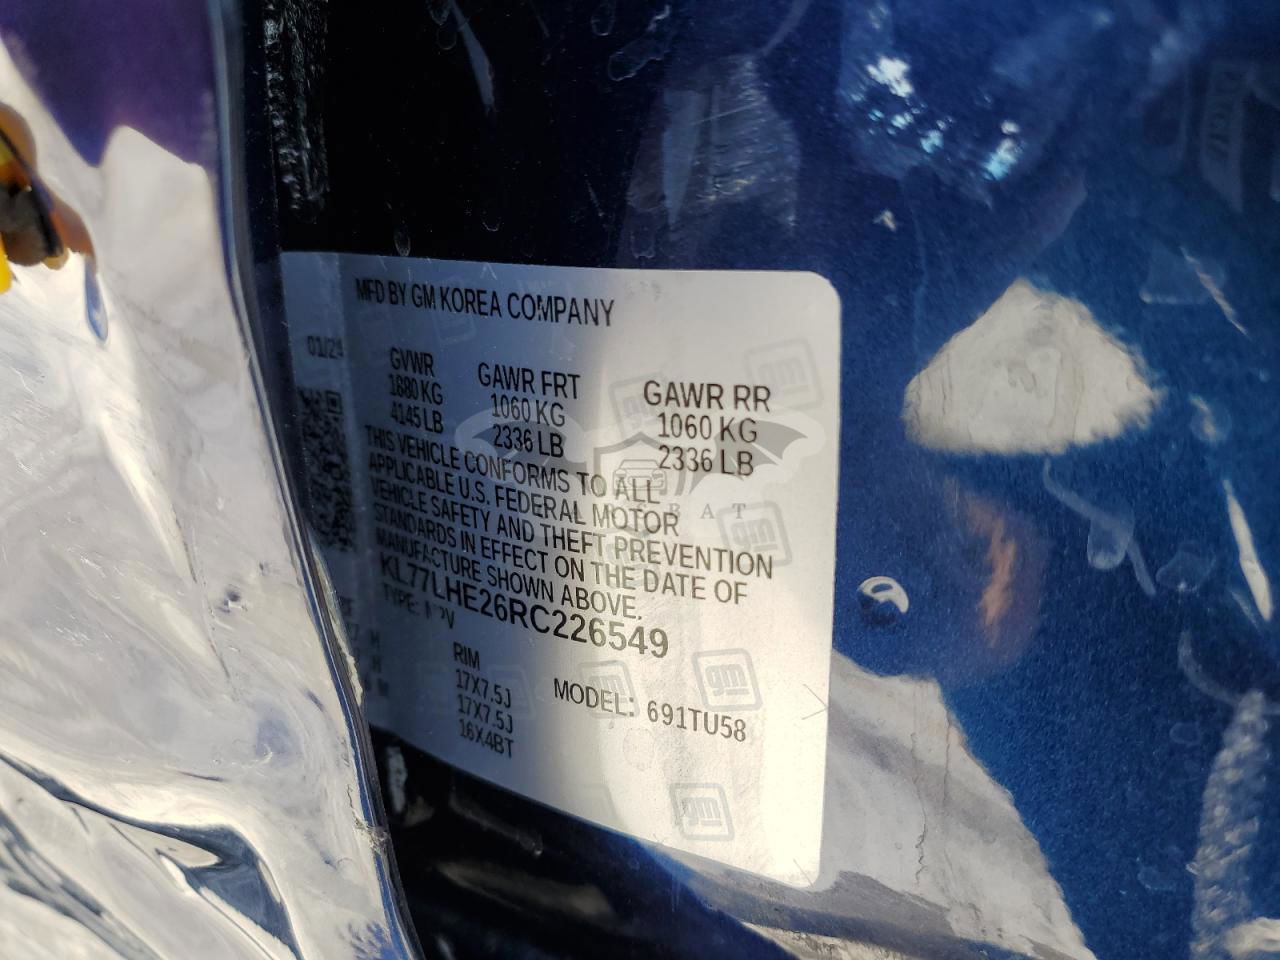 MFD BY GM KOREA COMPANY
01/24
GVWR GAWR FRT GAWR RR
1880 KG 1060 KG 1060 KG
4145 LB 2336 LB 2336 LB
THIS VEHICLE CONFORMS TO ALL
APPLICABLE U.S. FEDERAL MOTOR
VEHICLE SAFETY AND THEFT PREVENTION
STANDARDS IN EFFECT ON THE DATE OF
MANUFACTURE SHOWN ABOVE.
KL77LHE26RC226549
TYPE:
RIM
17X7.5J MODEL: 691TU58
17X7.5J
16X4BT